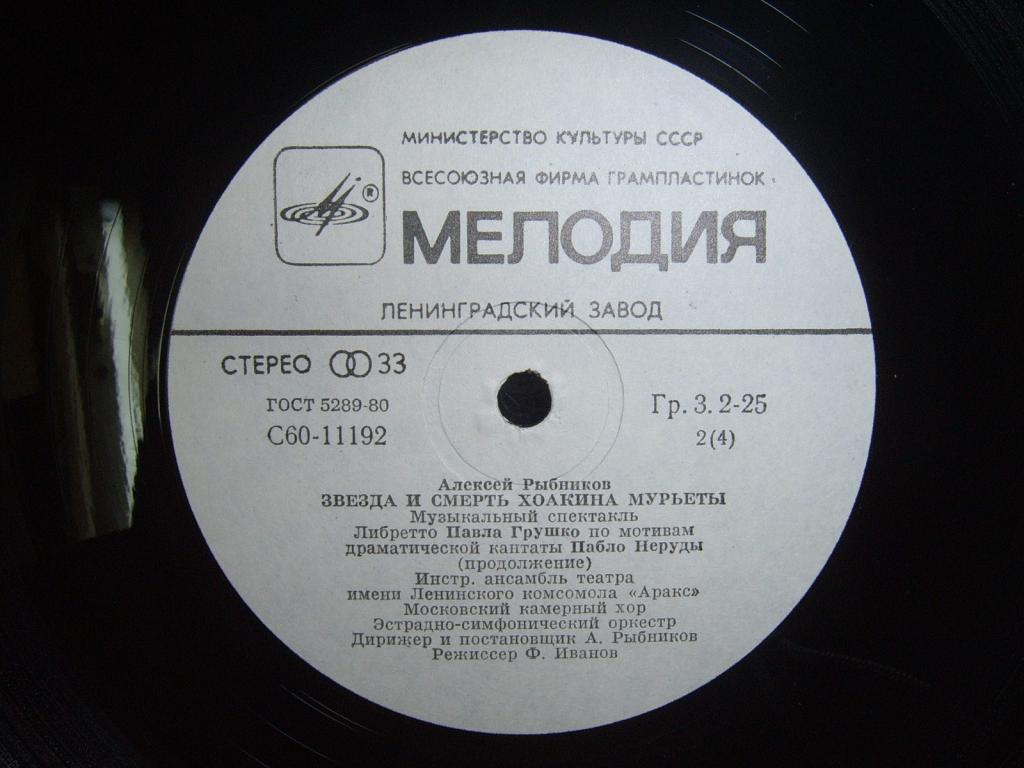 МИНИСТЕРСТВО КУЛЬТУРЫ СССР
ВСЕСОЮЗНАЯ ФИРМА ГРАМПЛАСТИНОК
®
МЕЛОДИЯ
ЛЕНИНГРАДСКИЙ ЗАВОД
СТЕРЕО 33
ГОСТ 5289-80
С60-11192
Гр. 3. 2-25
2(4)
Алексей Рыбников
ЗВЕЗДА И СМЕРТЬ ХОАКИНА МУРЬЕТЫ
Музыкальный спектакль
Либретто Павла Грушко по мотивам
драматической кантаты Пабло Неруды
(продолжение)
Инстр. ансамбль театра
имени Ленинского комсомола «Аракс»
Московский камерный хор
Эстрадно-симфонический оркестр
Дирижер и постановщик А. Рыбников
Режиссер Ф. Иванов